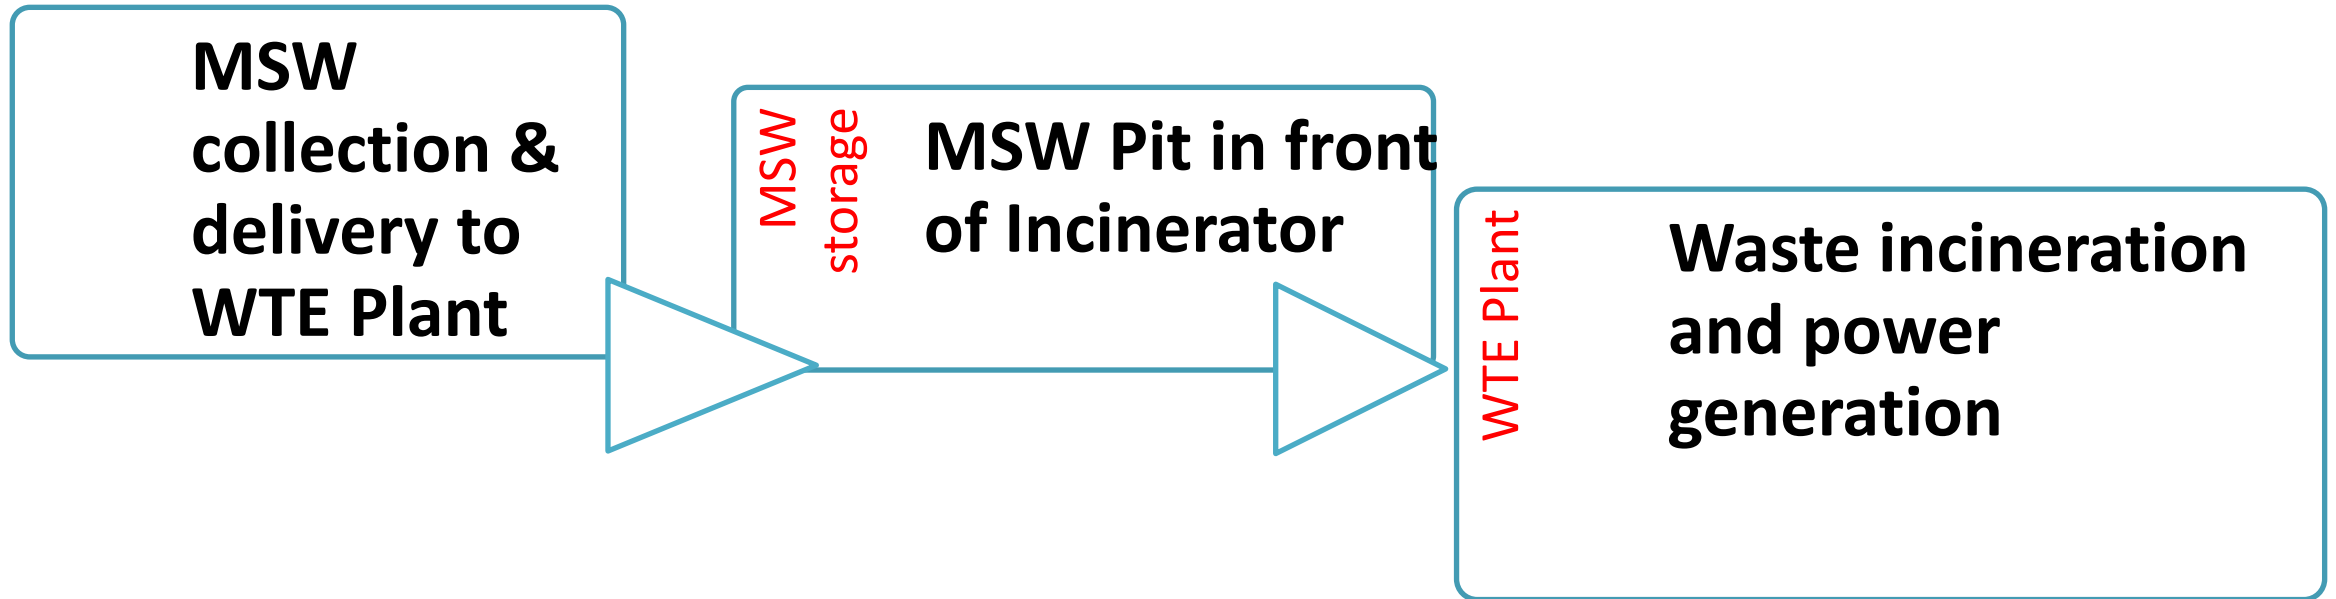 MSW
collection &
delivery to
WTE Plant
MSW
storage
MSW Pit in front
of Incinerator
WTE Plant
Waste incineration
and power
generation